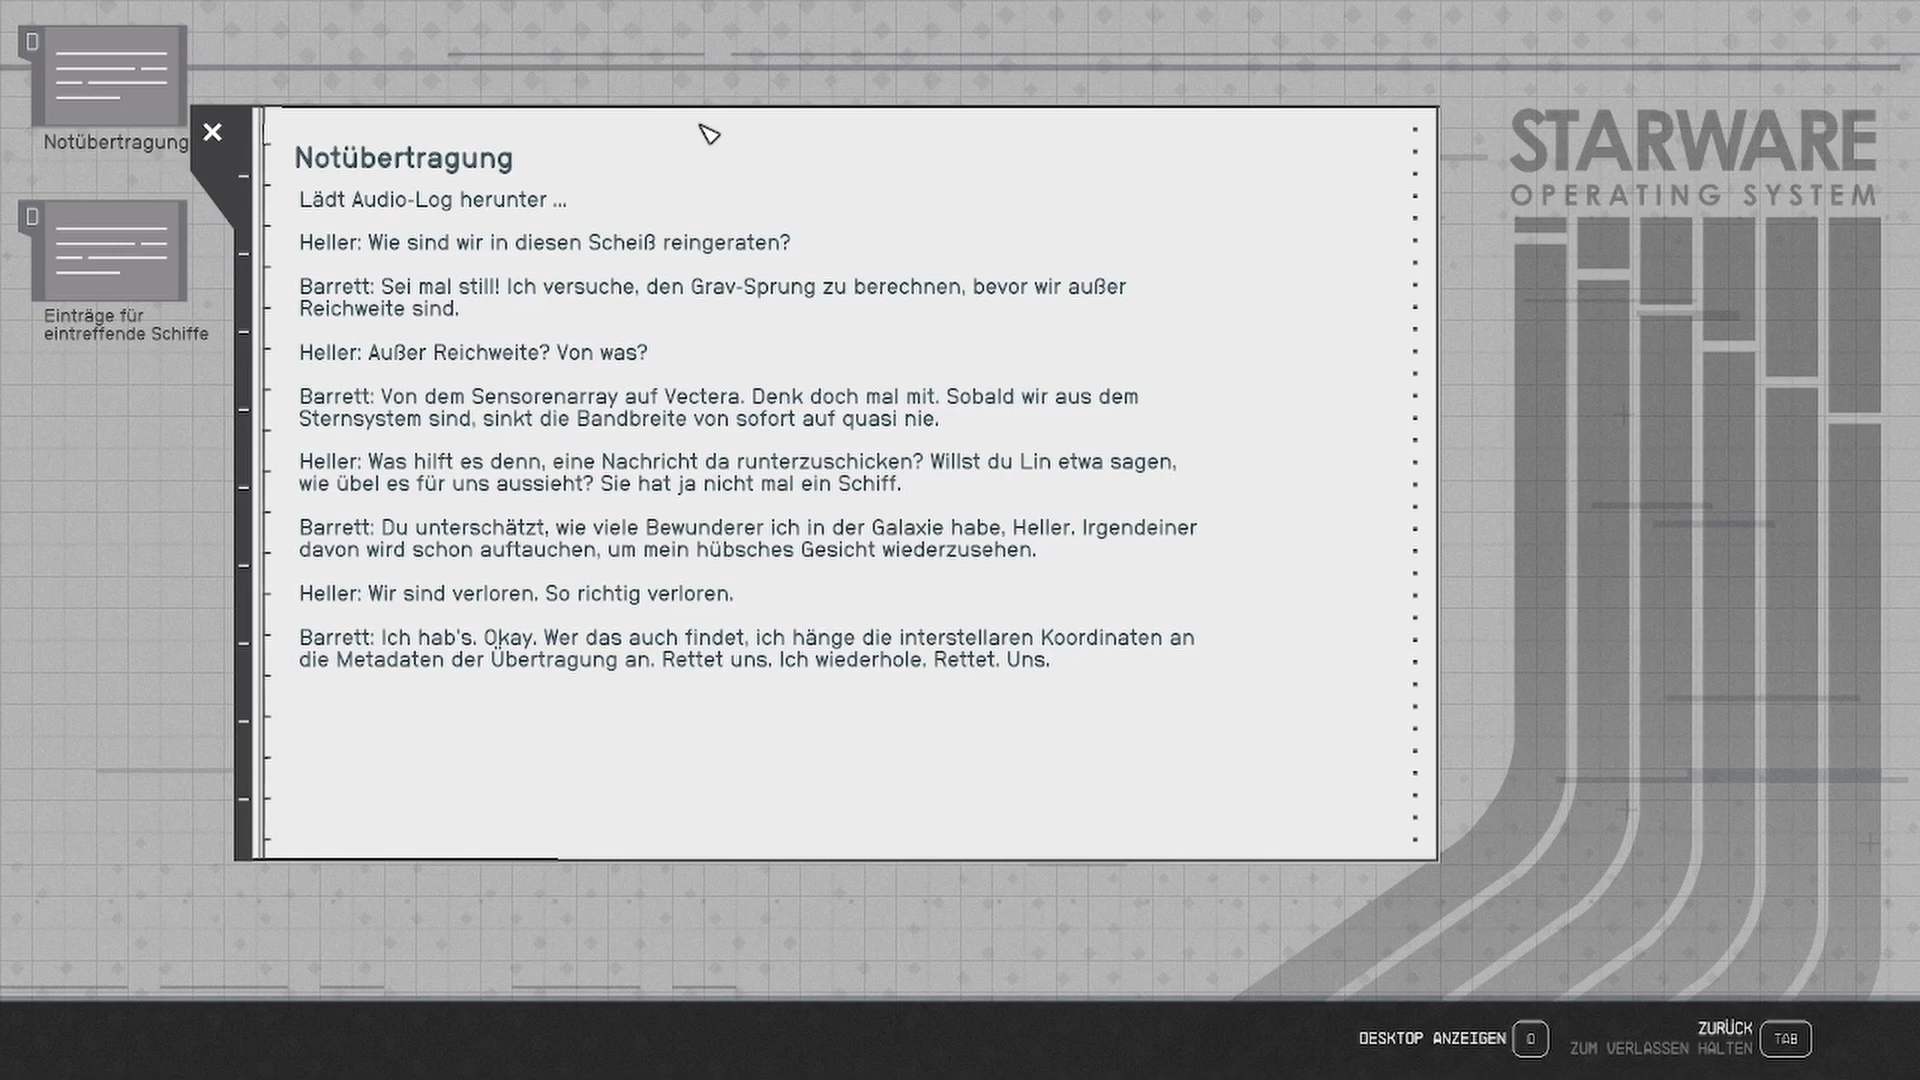 Notübertragung
Einträge für
eintreffende Schiffe
Notübertragung
Lädt Audio-Log herunter ...
Heller: Wie sind wir in diesen Scheiß reingeraten?
Barrett: Sei mal still! Ich versuche, den Grav-Sprung zu berechnen, bevor wir außer
Reichweite sind.
Heller: Außer Reichweite? Von was?
Barrett: Von dem Sensorenarray auf Vectera. Denk doch mal mit. Sobald wir aus dem
Sternsystem sind, sinkt die Bandbreite von sofort auf quasi nie.
Heller: Was hilft es denn, eine Nachricht da runterzuschicken? Willst du Lin etwa sagen,
wie übel es für uns aussieht? Sie hat ja nicht mal ein Schiff.
Barrett: Du unterschätzt, wie viele Bewunderer ich in der Galaxie habe, Heller. Irgendeiner
davon wird schon auftauchen, um mein hübsches Gesicht wiederzusehen.
Heller: Wir sind verloren. So richtig verloren.
Barrett: Ich hab's. Okay. Wer das auch findet, ich hänge die interstellaren Koordinaten an
die Metadaten der Übertragung an. Rettet uns. Ich wiederhole. Rettet. Uns.
STARWARE
OPERATING SYSTEM
DESKTOP ANZEIGEN Q
ZURÜCK
ZUM VERLASSEN HALTEN TAB